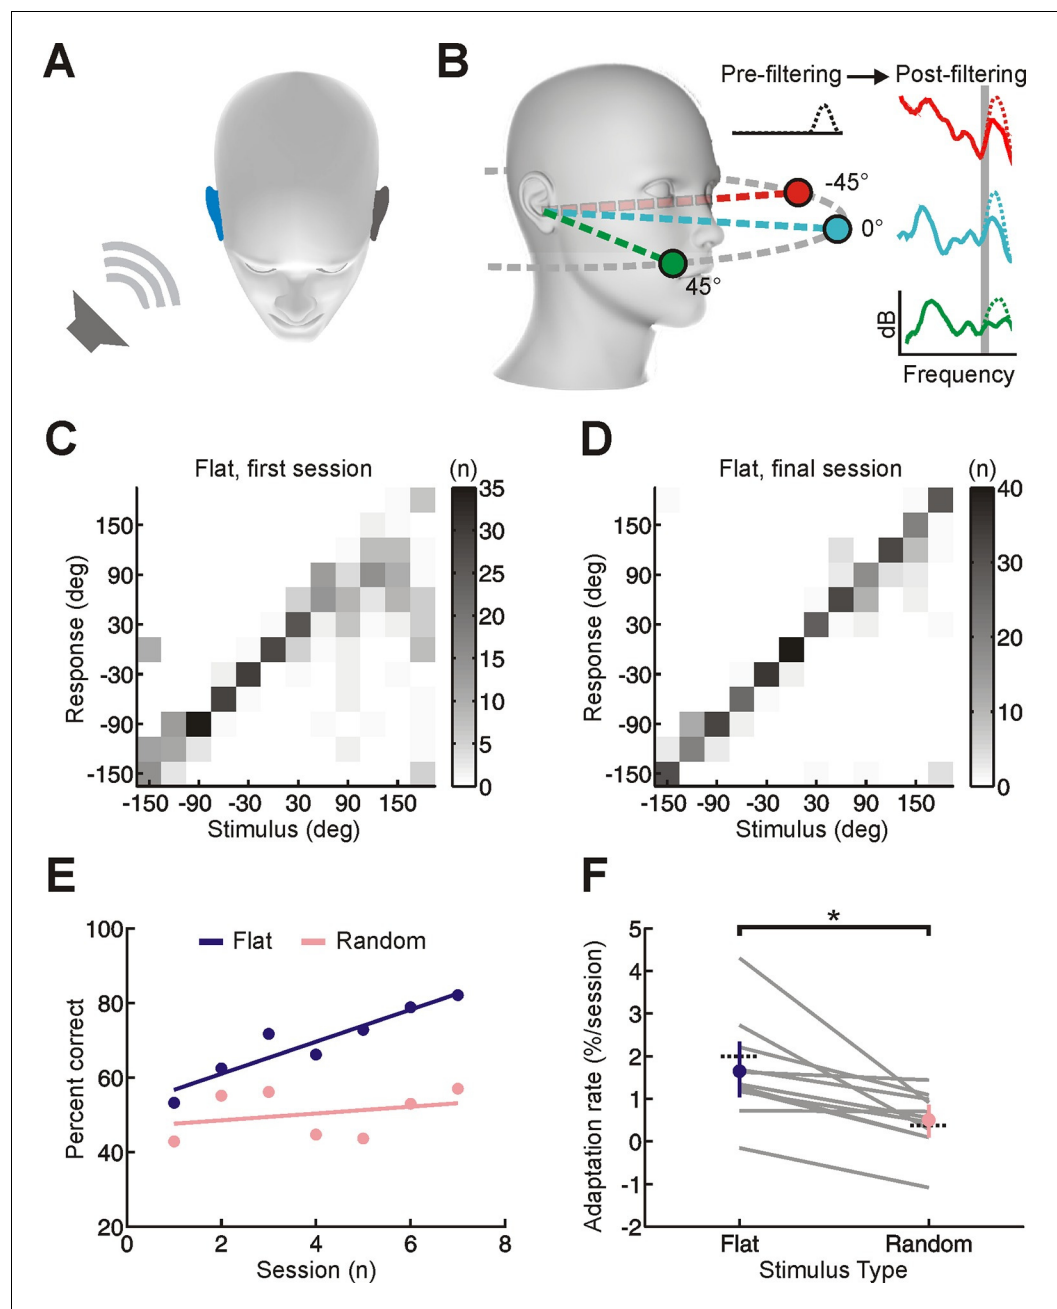 A
B
Pre-filtering
Post-filtering
-45°
0°
45°
dB
Frequency
C
Flat, first session
(n)
35
30
25
20
15
10
5
0
150
90
30
-30
-90
-150
Response (deg)
-150 -90 -30 30 90 150
Stimulus (deg)
D
Flat, final session
(n)
40
30
20
10
0
150
90
30
-30
-90
-150
Response (deg)
-150 -90 -30 30 90 150
Stimulus (deg)
E
Flat
Random
100
80
60
40
20
Percent correct
0 2 4 6 8
Session (n)
F
*
5
4
3
2
1
0
-1
-2
Adaptation rate (%/session)
Flat Random
Stimulus Type